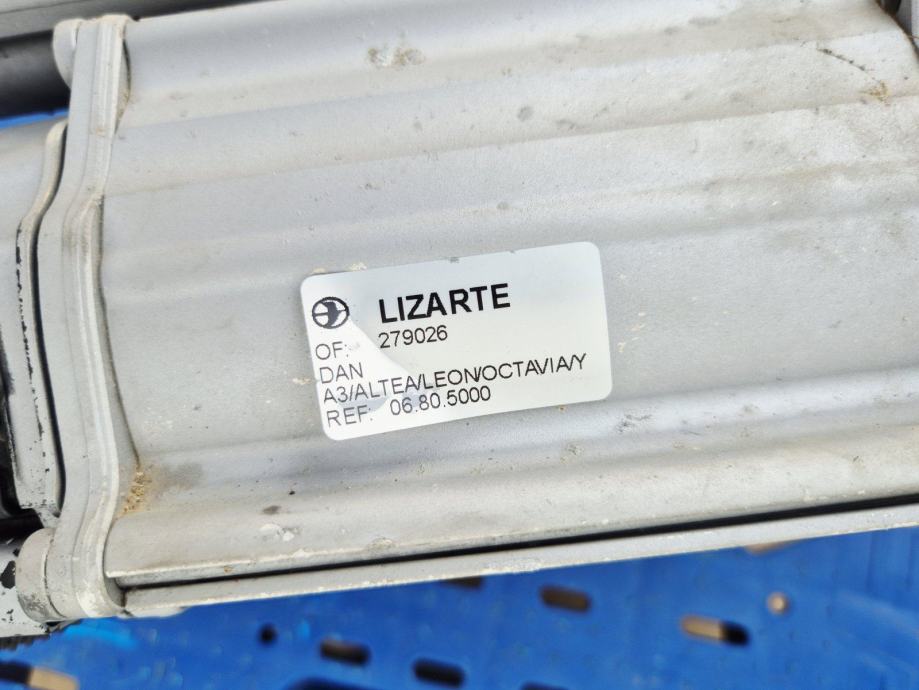 LIZARTE
OF: 279026
DAN
A3/ALTEA/LEON/OCTAVIA/Y
REF: 06.80.5000